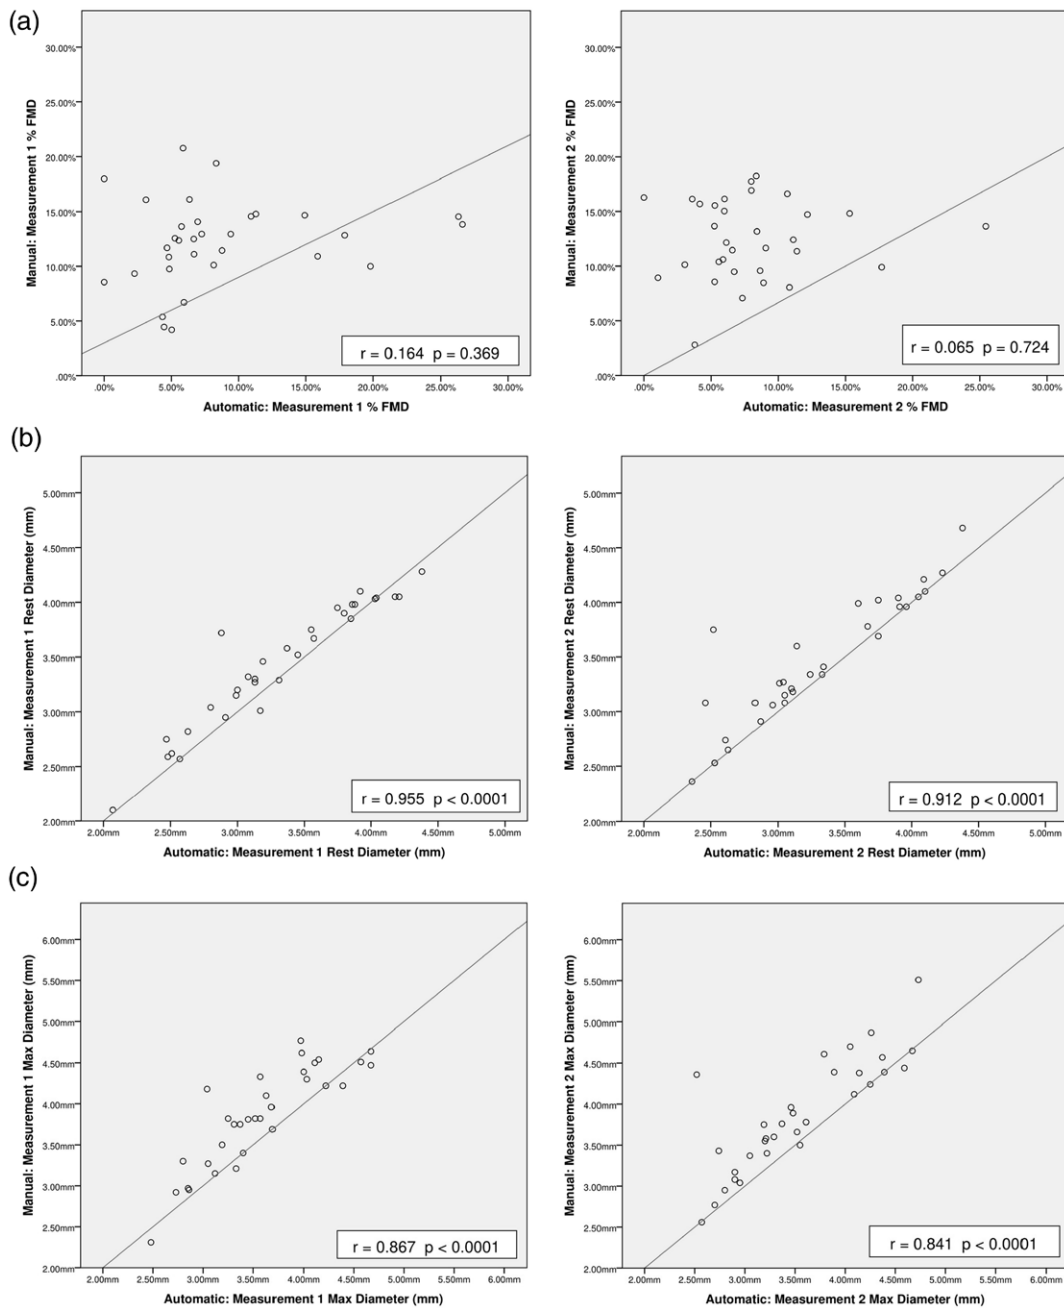 (a)
Manual: Measurement 1 % FMD
30.00%
25.00%
20.00%
15.00%
10.00%
5.00%
.00%
r = 0.164 p = 0.369
.00% 5.00% 10.00% 15.00% 20.00% 25.00% 30.00%
Automatic: Measurement 1 % FMD
Manual: Measurement 2 % FMD
30.00%
25.00%
20.00%
15.00%
10.00%
5.00%
.00%
r = 0.065 p = 0.724
.00% 5.00% 10.00% 15.00% 20.00% 25.00% 30.00%
Automatic: Measurement 2 % FMD
(b)
Manual: Measurement 1 Rest Diameter (mm)
5.00mm
4.50mm
4.00mm
3.50mm
3.00mm
2.50mm
2.00mm
r = 0.955 p < 0.0001
2.00mm 2.50mm 3.00mm 3.50mm 4.00mm 4.50mm 5.00mm
Automatic: Measurement 1 Rest Diameter (mm)
Manual: Measurement 2 Rest Diameter (mm)
5.00mm
4.50mm
4.00mm
3.50mm
3.00mm
2.50mm
2.00mm
r = 0.912 p < 0.0001
2.00mm 2.50mm 3.00mm 3.50mm 4.00mm 4.50mm 5.00mm
Automatic: Measurement 2 Rest Diameter (mm)
(c)
Manual: Measurement 1 Max Diameter (mm)
6.00mm
5.50mm
5.00mm
4.50mm
4.00mm
3.50mm
3.00mm
2.50mm
2.00mm
r = 0.867 p < 0.0001
2.00mm 2.50mm 3.00mm 3.50mm 4.00mm 4.50mm 5.00mm 5.50mm 6.00mm
Automatic: Measurement 1 Max Diameter (mm)
Manual: Measurement 2 Max Diameter (mm)
6.00mm
5.50mm
5.00mm
4.50mm
4.00mm
3.50mm
3.00mm
2.50mm
2.00mm
r = 0.841 p < 0.0001
2.00mm 2.50mm 3.00mm 3.50mm 4.00mm 4.50mm 5.00mm 5.50mm 6.00mm
Automatic: Measurement 2 Max Diameter (mm)